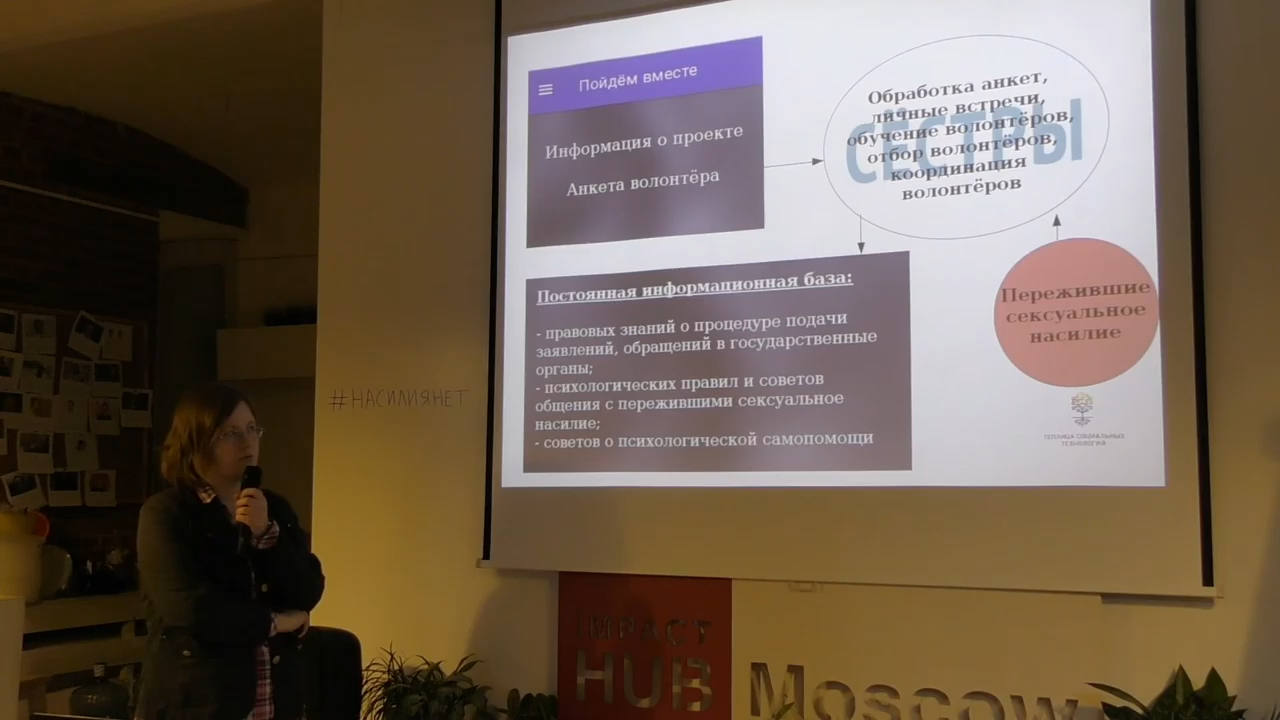 Пойдём вместе
Информация о проекте
Анкета волонтёра
СЁСТРЫ
Обработка анкет,
личные встречи,
обучение волонтёров,
отбор волонтёров,
координация
волонтёров
Постоянная информационная база:
- правовых знаний о процедуре подачи
заявлений, обращений в государственные
органы;
- психологических правил и советов
общения с пережившими сексуальное
насилие;
- советов о психологической самопомощи
Пережившие
сексуальное
насилие
ТЕПЛИЦА СОЦИАЛЬНЫХ
ТЕХНОЛОГИЙ
#НАСИЛИЯНЕТ
IMPACT
HUB
Moscow